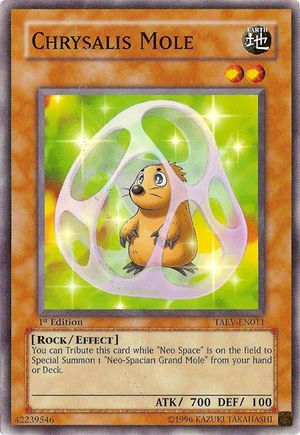 CHRYSALIS MOLE
EARTH
地
1st Edition
TAEV-EN011
[ROCK/EFFECT]
You can Tribute this card while "Neo Space" is on the field to
Special Summon 1 "Neo-Spacian Grand Mole" from your hand
or Deck.
ATK/ 700 DEF/ 100
42239546
©1996 KAZUKI TAKAHASHI